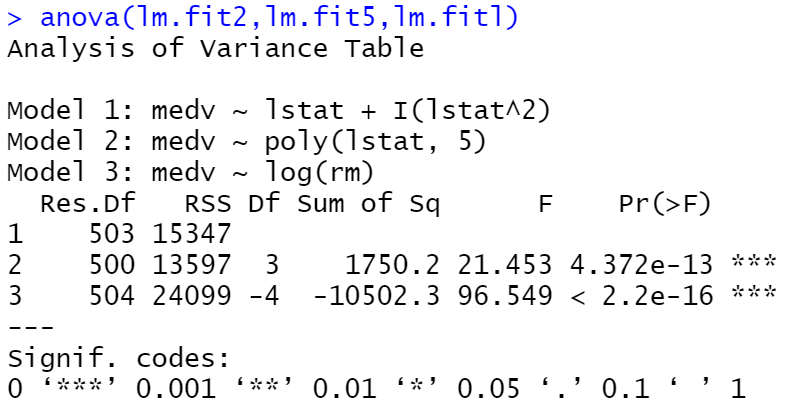 > anova(lm.fit2,lm.fit5,lm.fitl)
Analysis of Variance Table
Model 1: medv ~ lstat + I(lstat^2)
Model 2: medv ~ poly(lstat, 5)
Model 3: medv ~ log(rm)
  Res.Df   RSS Df Sum of Sq      F    Pr(>F)
1    503 15347
2    500 13597  3    1750.2 21.453 4.372e-13 ***
3    504 24099 -4  -10502.3 96.549 < 2.2e-16 ***
---
Signif. codes:
0 ‘***’ 0.001 ‘**’ 0.01 ‘*’ 0.05 ‘.’ 0.1 ‘ ’ 1